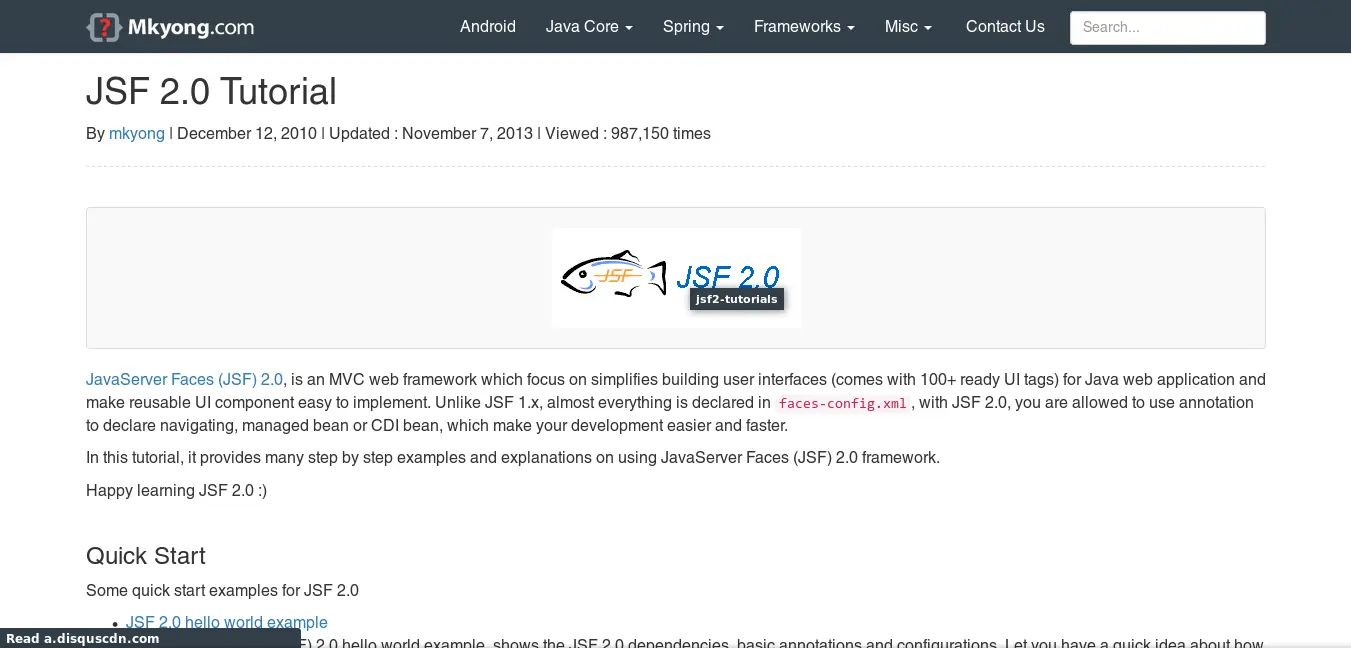 Mkyong.com
Android Java Core Spring Frameworks Misc Contact Us Search...
JSF 2.0 Tutorial
By mkyong | December 12, 2010 | Updated : November 7, 2013 | Viewed : 987,150 times
JSF JSF 2.0
jsf2-tutorials
JavaServer Faces (JSF) 2.0, is an MVC web framework which focus on simplifies building user interfaces (comes with 100+ ready UI tags) for Java web application and
make reusable UI component easy to implement. Unlike JSF 1.x, almost everything is declared in faces-config.xml , with JSF 2.0, you are allowed to use annotation
to declare navigating, managed bean or CDI bean, which make your development easier and faster.
In this tutorial, it provides many step by step examples and explanations on using JavaServer Faces (JSF) 2.0 framework.
Happy learning JSF 2.0 :)
Quick Start
Some quick start examples for JSF 2.0
JSF 2.0 hello world example
2.0 hello world example, shows the JSF 2.0 dependencies, basic annotations and configurations. Let you have a quick idea about how
Read a.disquscdn.com